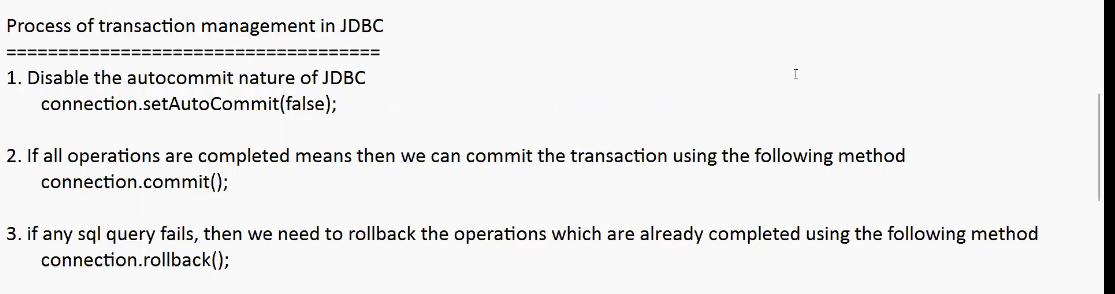 Process of transaction management in JDBC
====================================
1. Disable the autocommit nature of JDBC
connection.setAutoCommit(false);
2. If all operations are completed means then we can commit the transaction using the following method
connection.commit();
3. if any sql query fails, then we need to rollback the operations which are already completed using the following method
connection.rollback();